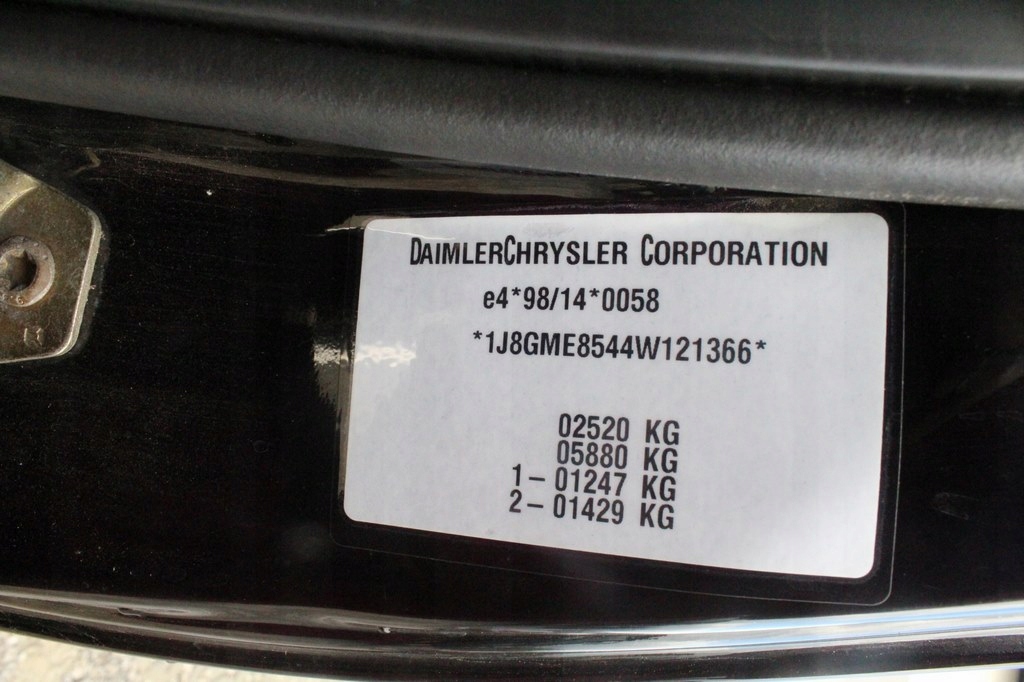 DAIMLERCHRYSLER CORPORATION
e4*98/14*0058
*1J8GME8544W121366*
02520 KG
05880 KG
1– 01247 KG
2– 01429 KG